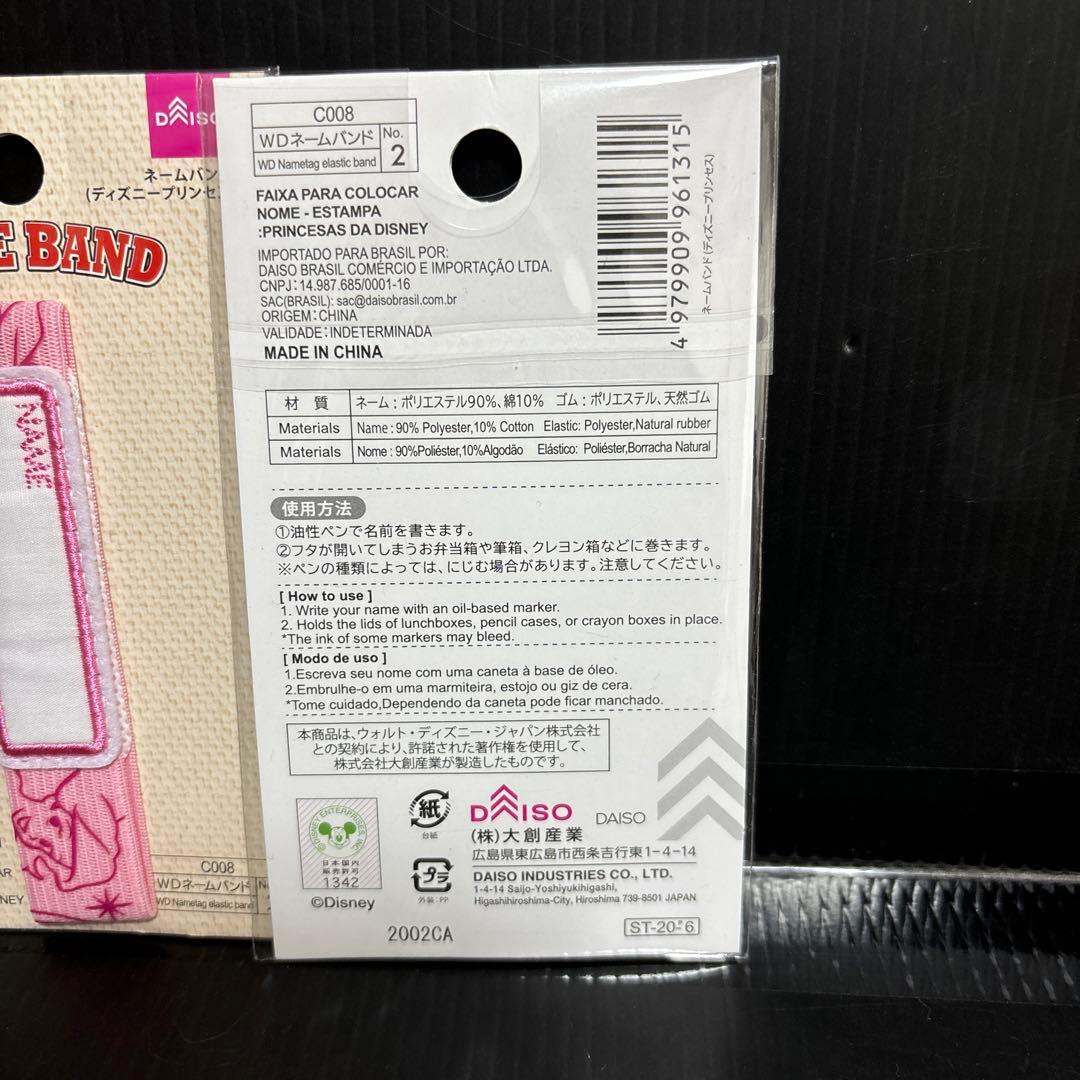 DAISO
ネームバン
(ディズニープリンセ
E BAND
NAME
C008
WDネームバンド
WD Nametag elastic band
C008
WDネームバンド
WD Nametag elastic band
No.
2
FAIXA PARA COLOCAR
NOME - ESTAMPA
:PRINCESAS DA DISNEY
IMPORTADO PARA BRASIL POR:
DAISO BRASIL COMÉRCIO E IMPORTAÇÃO LTDA.
CNPJ:14.987.685/0001-16
SAC(BRASIL): sac@daisobrasil.com.br
ORIGEM:CHINA
VALIDADE:INDETERMINADA
MADE IN CHINA
4 979909 961315
ネームバンド(ディズニープリンセス)
材 質 ネーム:ポリエステル90%、綿10% ゴム:ポリエステル、天然ゴム
Materials Name : 90% Polyester,10% Cotton Elastic: Polyester,Natural rubber
Materials Nome : 90%Poliéster,10%Algodão Elástico: Poliéster,Borracha Natural
使用方法
①油性ペンで名前を書きます。
②フタが開いてしまうお弁当箱や筆箱、クレヨン箱などに巻きます。
※ペンの種類によっては、にじむ場合があります。注意してください。
[ How to use ]
1. Write your name with an oil-based marker.
2. Holds the lids of lunchboxes, pencil cases, or crayon boxes in place.
*The ink of some markers may bleed.
[ Modo de uso ]
1.Escreva seu nome com uma caneta à base de óleo.
2.Embrulhe-o em uma marmiteira, estojo ou giz de cera.
*Tome cuidado,Dependendo da caneta pode ficar manchado.
本商品は、ウォルト・ディズニー・ジャパン株式会社
との契約により、許諾された著作権を使用して、
株式会社大創産業が製造したものです。
©DISNEY ENTERPRISES, INC.
日本国内
販売許可
1342
©Disney
紙
台紙
プラ
外装:PP
DAISO DAISO
(株)大創産業
広島県東広島市西条吉行東1-4-14
DAISO INDUSTRIES CO., LTD.
1-4-14 Saijo-Yoshiyukihigashi,
Higashihiroshima-City, Hiroshima 739-8501 JAPAN
2002CA